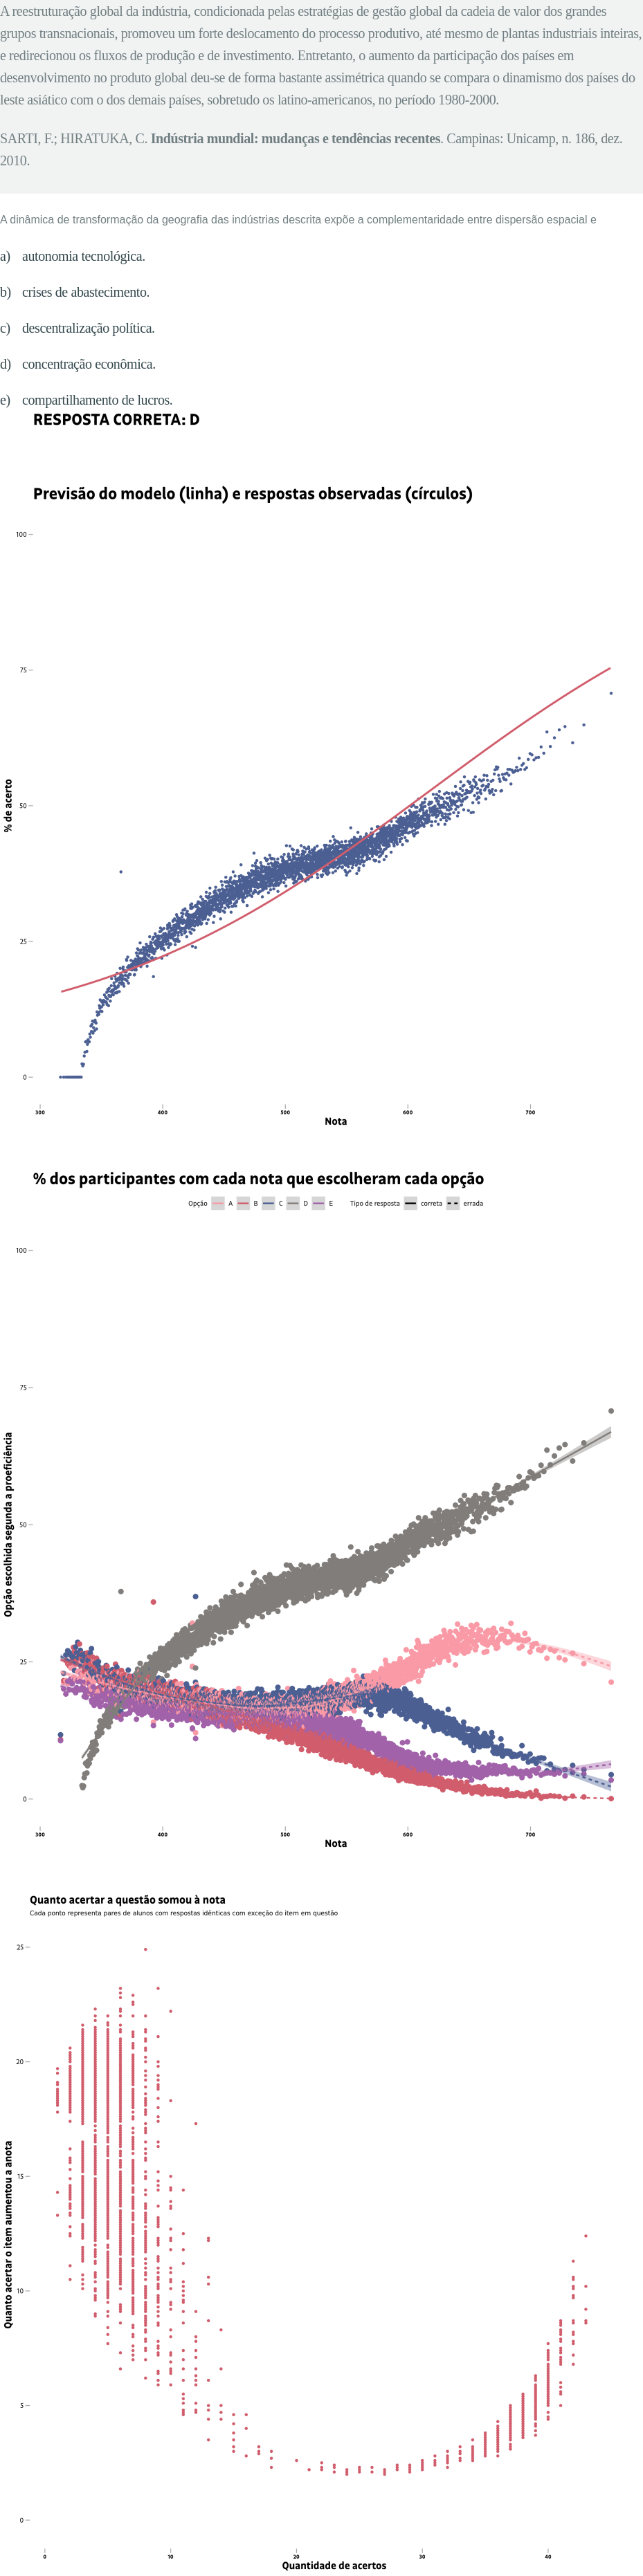 A reestruturação global da indústria, condicionada pelas estratégias de gestão global da cadeia de valor dos grandes
grupos transnacionais, promoveu um forte deslocamento do processo produtivo, até mesmo de plantas industriais inteiras,
e redirecionou os fluxos de produção e de investimento. Entretanto, o aumento da participação dos países em
desenvolvimento no produto global deu-se de forma bastante assimétrica quando se compara o dinamismo dos países do
leste asiático com o dos demais países, sobretudo os latino-americanos, no período 1980-2000.
SARTI, F.; HIRATUKA, C. Indústria mundial: mudanças e tendências recentes. Campinas: Unicamp, n. 186, dez.
2010.
A dinâmica de transformação da geografia das indústrias descrita expõe a complementaridade entre dispersão espacial e
a) autonomia tecnológica.
b) crises de abastecimento.
c) descentralização política.
d) concentração econômica.
e) compartilhamento de lucros.
RESPOSTA CORRETA: D
Previsão do modelo (linha) e respostas observadas (círculos)
100
75
50
25
0
% de acerto
300 400 500 600 700
Nota
% dos participantes com cada nota que escolheram cada opção
Opção A B C D E Tipo de resposta correta errada
100
75
50
25
0
Opção escolhida segunda a proeficiência
300 400 500 600 700
Nota
Quanto acertar a questão somou à nota
Cada ponto representa pares de alunos com respostas idênticas com exceção do item em questão
25
20
15
10
5
0
Quanto acertar o item aumentou a anota
0 10 20 30 40
Quantidade de acertos